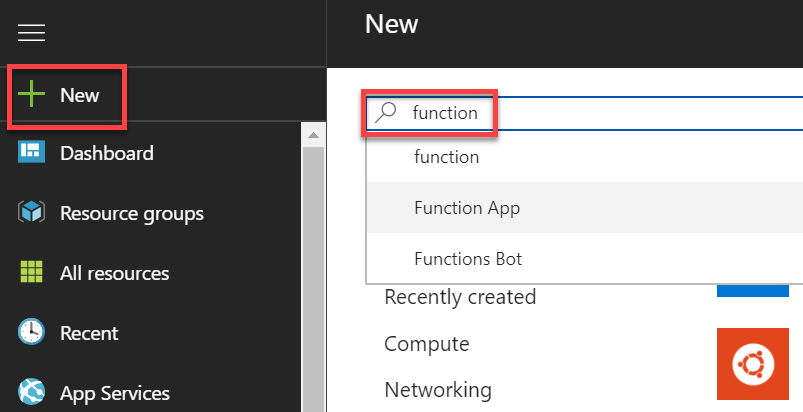 New
New
Dashboard
Resource groups
All resources
Recent
App Services
function
function
Function App
Functions Bot
Recently created
Compute
Networking